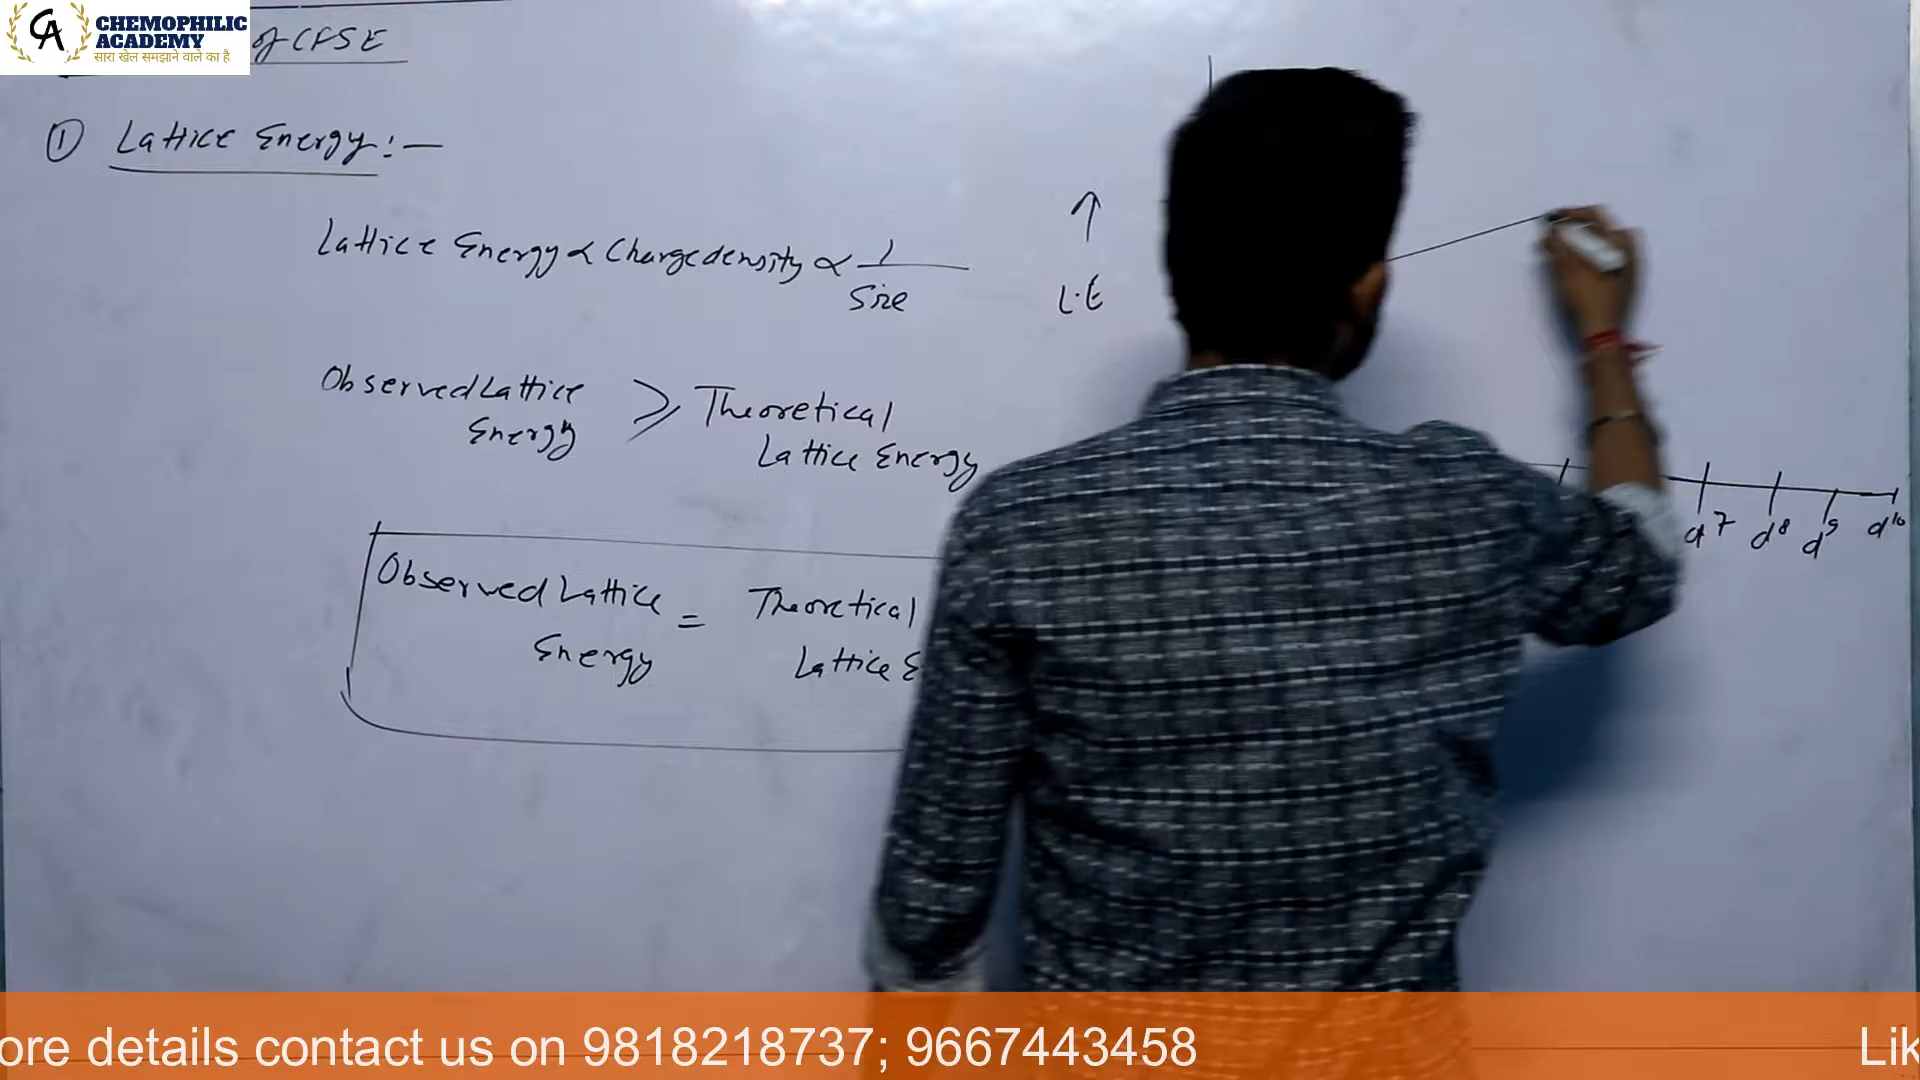 CHEMOPHILIC
ACADEMY
सारा खेल समझाने वाले का है
of CFSE
① Lattice Energy:—
Lattice Energy ∝ Charge density ∝ 1/Size
Observed Lattice Energy ≥ Theoretical Lattice Energy
Observed Lattice Energy = Theoretical Lattice E
↑
L.E
d⁷ d⁸ d⁹ d¹⁰
ore details contact us on 9818218737; 9667443458
Lik